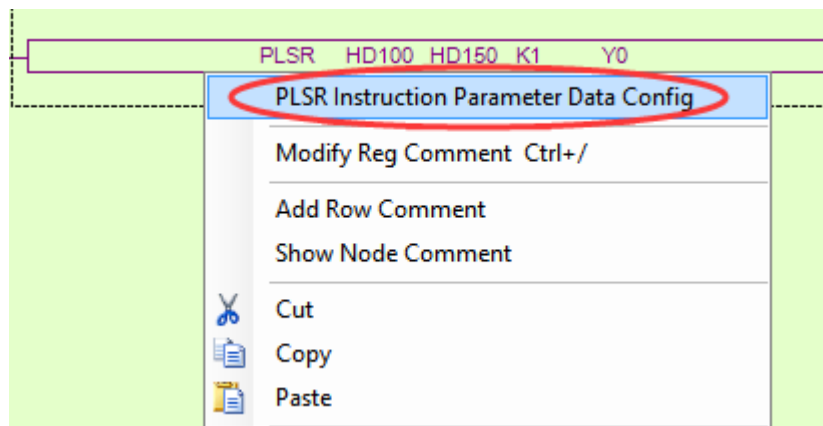 PLSR HD100 HD150 K1 Y0
PLSR Instruction Parameter Data Config
Modify Reg Comment Ctrl+/
Add Row Comment
Show Node Comment
Cut
Copy
Paste